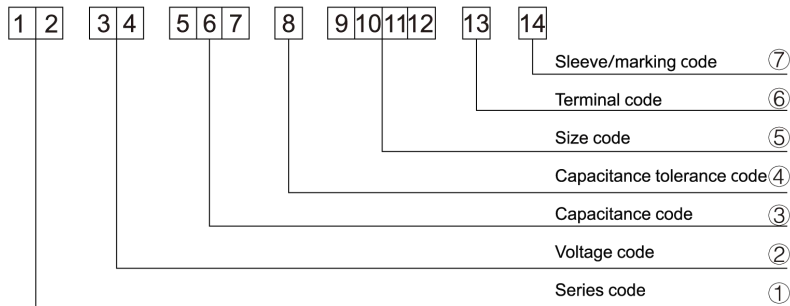 1 2 3 4 5 6 7 8 9 10 11 12 13 14
Sleeve/marking code ⑦
Terminal code ⑥
Size code ⑤
Capacitance tolerance code ④
Capacitance code ③
Voltage code ②
Series code ①